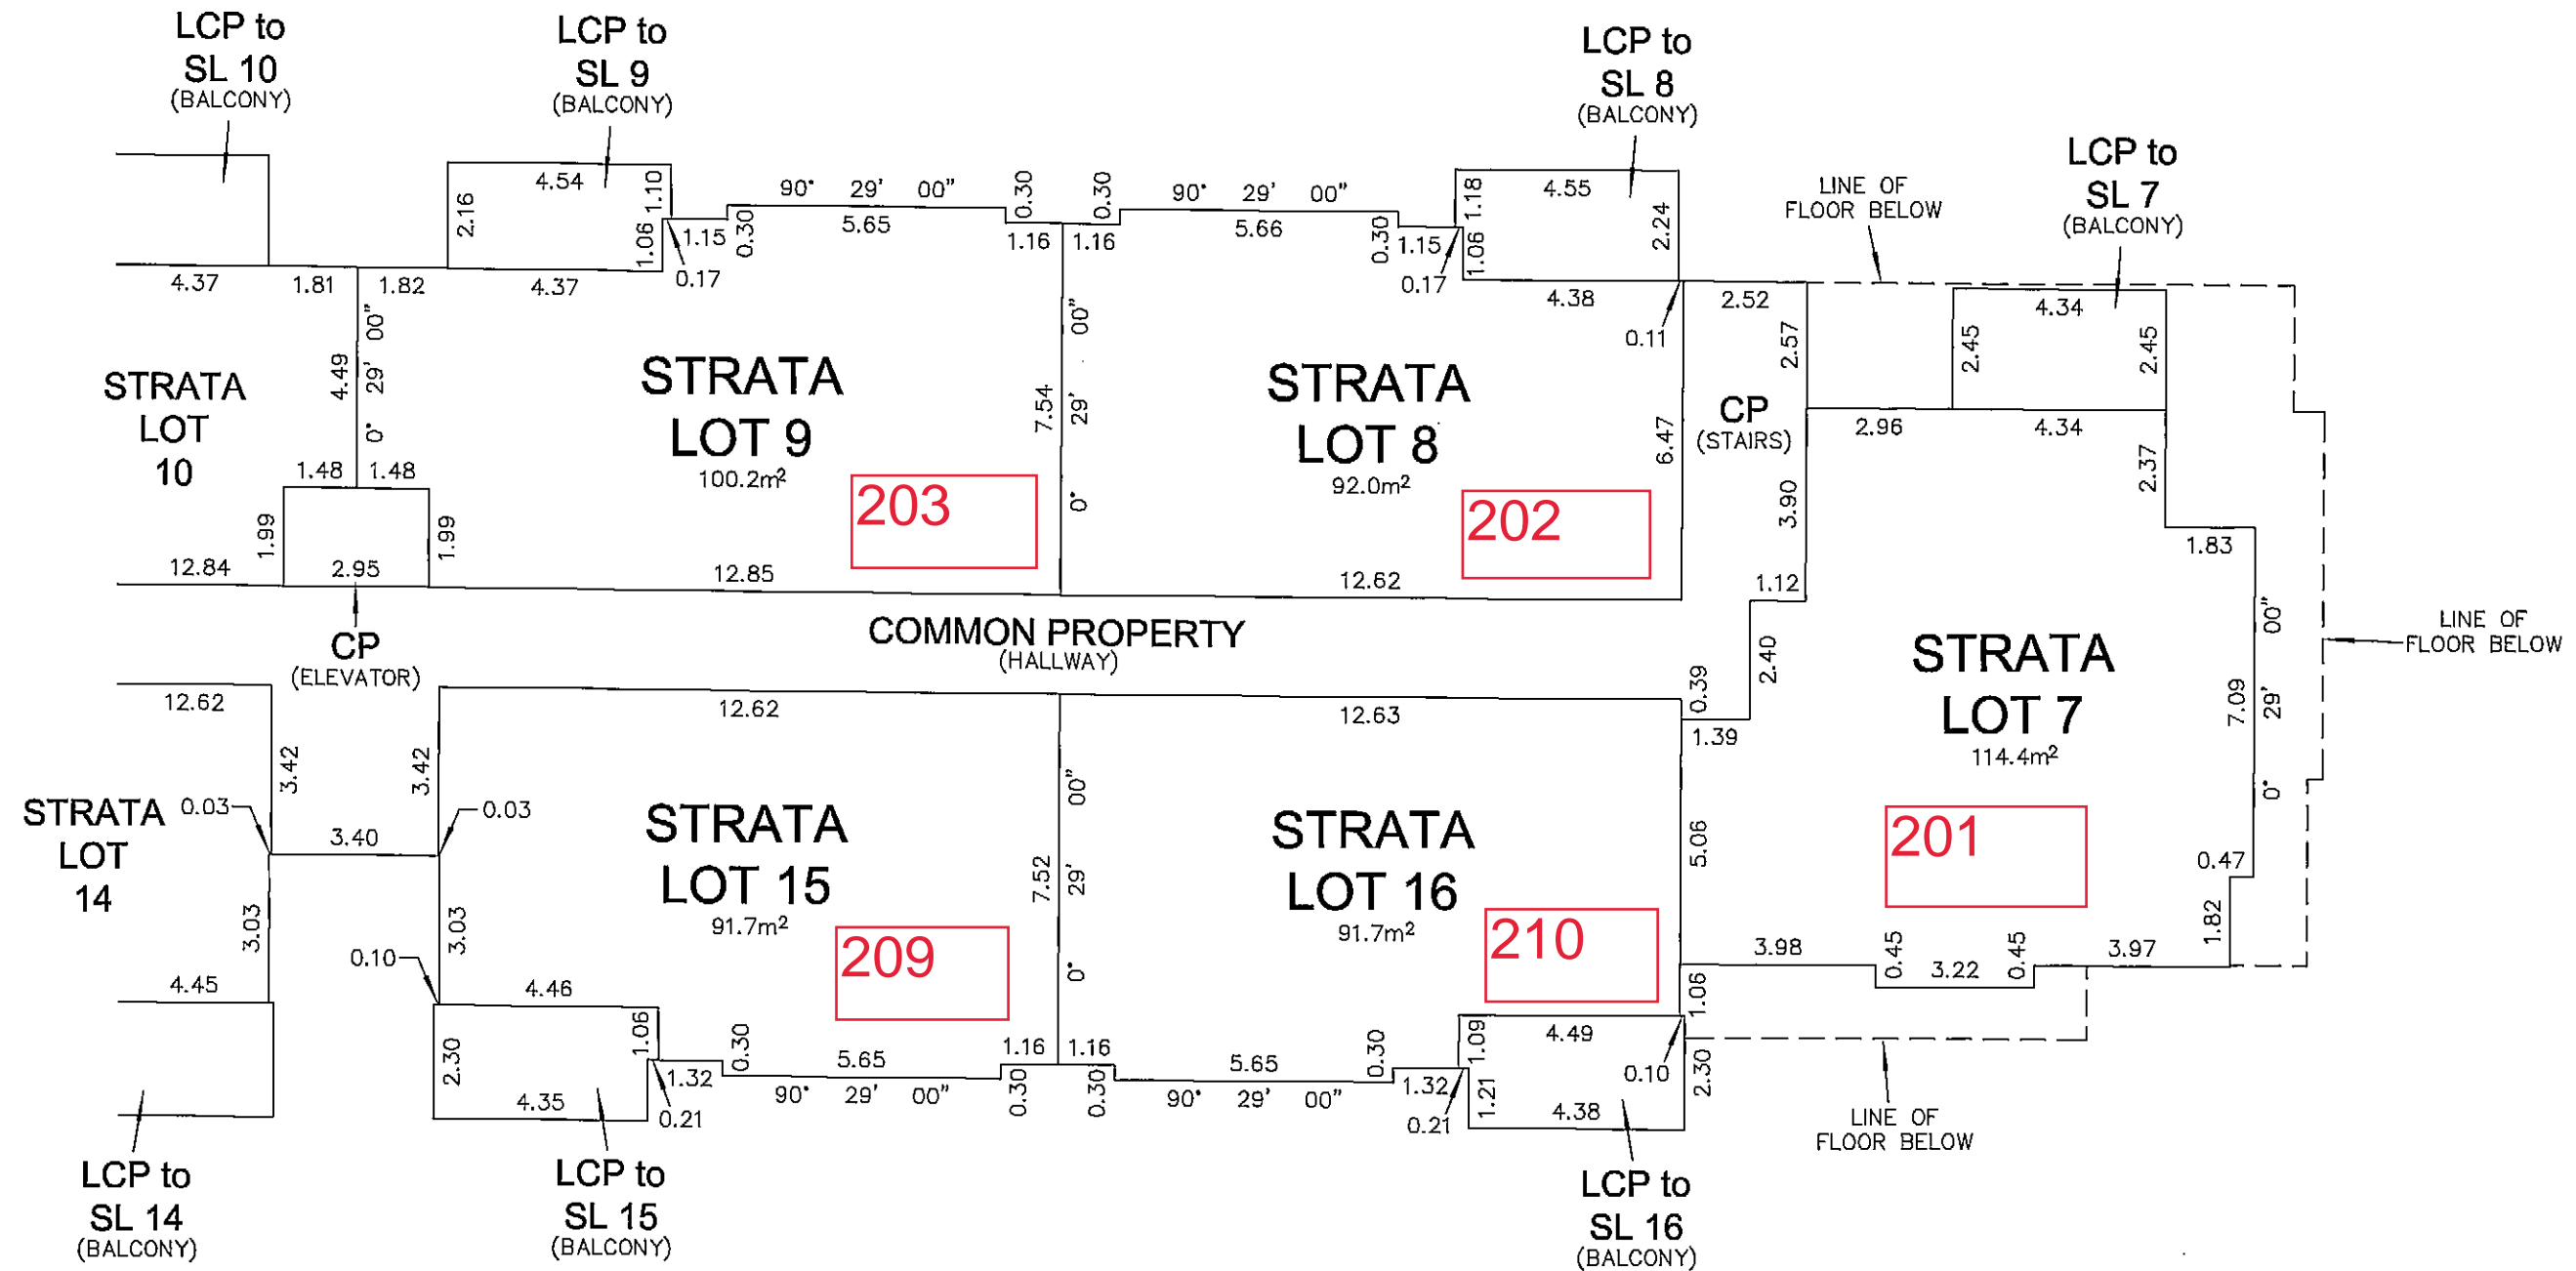 LCP to
SL 10
(BALCONY)
LCP to
SL 9
(BALCONY)
LCP to
SL 8
(BALCONY)
LCP to
SL 7
(BALCONY)
LINE OF
FLOOR BELOW
4.54
1.10
2.16
1.06
1.15
0.30
0.17
90° 29' 00"
5.65
0.30
1.16
0.30
1.16
90° 29' 00"
5.66
0.30
1.15
1.18
1.06
0.17
4.55
2.24
4.37
1.81
1.82
4.37
4.38
0.11
2.52
2.57
4.34
2.45
2.45
4.49
0° 29' 00"
STRATA
LOT
10
STRATA
LOT 9
100.2m²
203
7.54
0° 29' 00"
STRATA
LOT 8
92.0m²
202
6.47
CP
(STAIRS)
2.96
4.34
2.37
3.90
1.83
1.48
1.48
1.99
1.99
12.84
2.95
12.85
12.62
1.12
CP
(ELEVATOR)
COMMON PROPERTY
(HALLWAY)
2.40
0.39
1.39
STRATA
LOT 7
114.4m²
201
7.09
0° 29' 00"
LINE OF
FLOOR BELOW
12.62
12.62
12.63
3.42
3.42
0.03
0.03
3.40
STRATA
LOT
14
STRATA
LOT 15
91.7m²
209
7.52
0° 29' 00"
STRATA
LOT 16
91.7m²
210
5.06
0.47
1.82
3.03
3.03
0.10
3.98
0.45
3.22
0.45
3.97
4.45
4.46
1.06
2.30
1.32
0.30
0.21
4.35
5.65
90° 29' 00"
1.16
0.30
1.16
0.30
5.65
90° 29' 00"
0.30
1.32
1.09
1.21
0.21
4.49
4.38
1.06
0.10
2.30
LINE OF
FLOOR BELOW
LCP to
SL 14
(BALCONY)
LCP to
SL 15
(BALCONY)
LCP to
SL 16
(BALCONY)